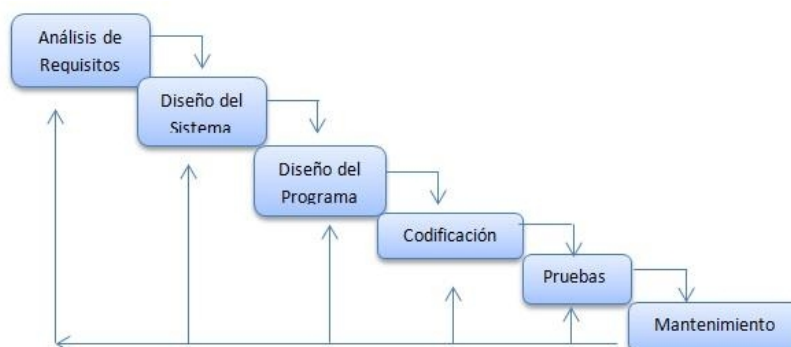 Análisis de
Requisitos
Diseño del
Sistema
Diseño del
Programa
Codificación
Pruebas
Mantenimiento